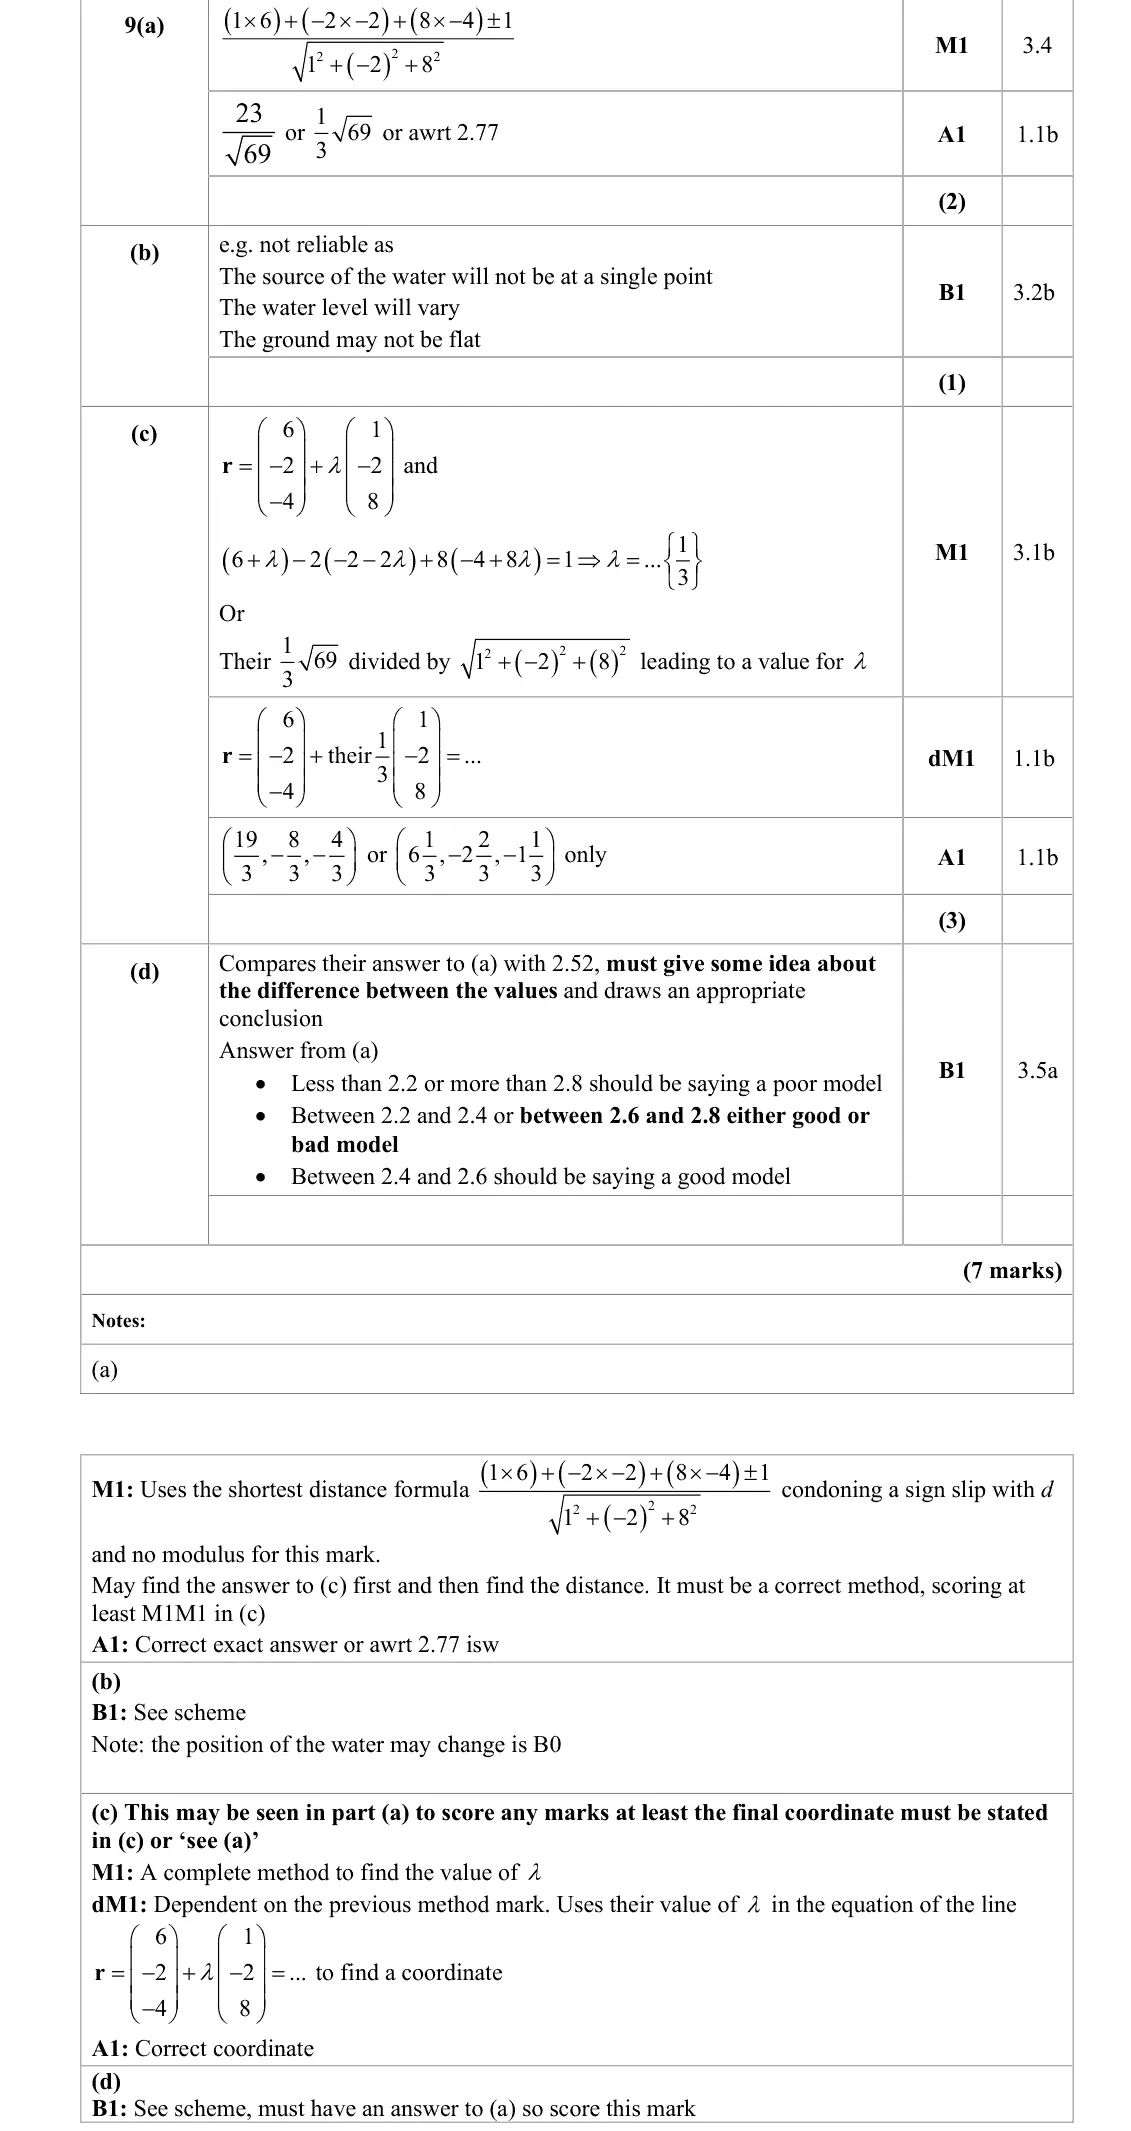 9(a) (1×6)+(−2×−2)+(8×−4)±1 / √(1²+(−2)²+8²) M1 3.4
23/√69 or 1/3 √69 or awrt 2.77 A1 1.1b
(2)
(b) e.g. not reliable as
The source of the water will not be at a single point
The water level will vary
The ground may not be flat
B1 3.2b
(1)
(c) r = (6 −2 −4) + λ (1 −2 8) and
(6+λ)−2(−2−2λ)+8(−4+8λ)=1⇒λ=...{1/3}
M1 3.1b
Or
Their 1/3 √69 divided by √(1²+(−2)²+(8)²) leading to a value for λ
r = (6 −2 −4) + their 1/3 (1 −2 8) = ... dM1 1.1b
(19/3, −8/3, −4/3) or (6 1/3, −2 2/3, −1 1/3) only A1 1.1b
(3)
(d) Compares their answer to (a) with 2.52, must give some idea about
the difference between the values and draws an appropriate
conclusion
Answer from (a)
• Less than 2.2 or more than 2.8 should be saying a poor model
• Between 2.2 and 2.4 or between 2.6 and 2.8 either good or
bad model
• Between 2.4 and 2.6 should be saying a good model
B1 3.5a
(7 marks)
Notes:
(a)
M1: Uses the shortest distance formula (1×6)+(−2×−2)+(8×−4)±1 / √(1²+(−2)²+8²) condoning a sign slip with d
and no modulus for this mark.
May find the answer to (c) first and then find the distance. It must be a correct method, scoring at
least M1M1 in (c)
A1: Correct exact answer or awrt 2.77 isw
(b)
B1: See scheme
Note: the position of the water may change is B0
(c) This may be seen in part (a) to score any marks at least the final coordinate must be stated
in (c) or ‘see (a)’
M1: A complete method to find the value of λ
dM1: Dependent on the previous method mark. Uses their value of λ in the equation of the line
r = (6 −2 −4) + λ (1 −2 8) = ... to find a coordinate
A1: Correct coordinate
(d)
B1: See scheme, must have an answer to (a) so score this mark